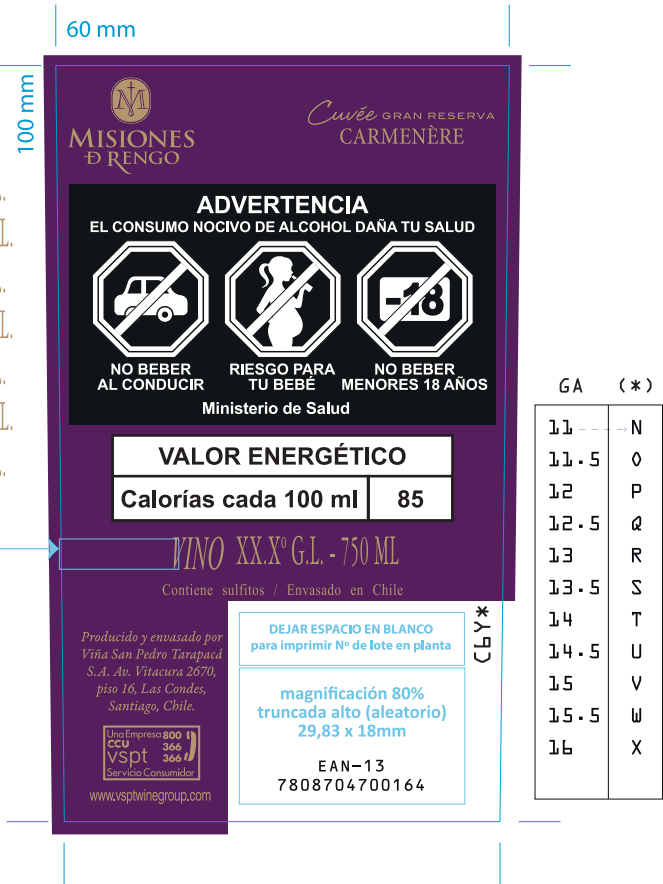 60 mm
100 mm
MISIONES
D RENGO
Cuvée GRAN RESERVA
CARMENÈRE
ADVERTENCIA
EL CONSUMO NOCIVO DE ALCOHOL DAÑA TU SALUD
-18
NO BEBER
AL CONDUCIR
RIESGO PARA
TU BEBÉ
NO BEBER
MENORES 18 AÑOS
Ministerio de Salud
VALOR ENERGÉTICO
Calorías cada 100 ml 85
VINO XX.Xº G.L. - 750 ML
Contiene sulfitos / Envasado en Chile
Producido y envasado por
Viña San Pedro Tarapacá
S.A. Av. Vitacura 2670,
piso 16, Las Condes,
Santiago, Chile.
Una Empresa
CCU
vspt
800
366
366
Servicio Consumidor
www.vsptwinegroup.com
DEJAR ESPACIO EN BLANCO
para imprimir Nº de lote en planta
C6Y*
magnificación 80%
truncada alto (aleatorio)
29,83 x 18mm
EAN-13
7808704700164
GA (*)
11 N
11.5 O
12 P
12.5 Q
13 R
13.5 S
14 T
14.5 U
15 V
15.5 W
16 X
L.
L.
L.